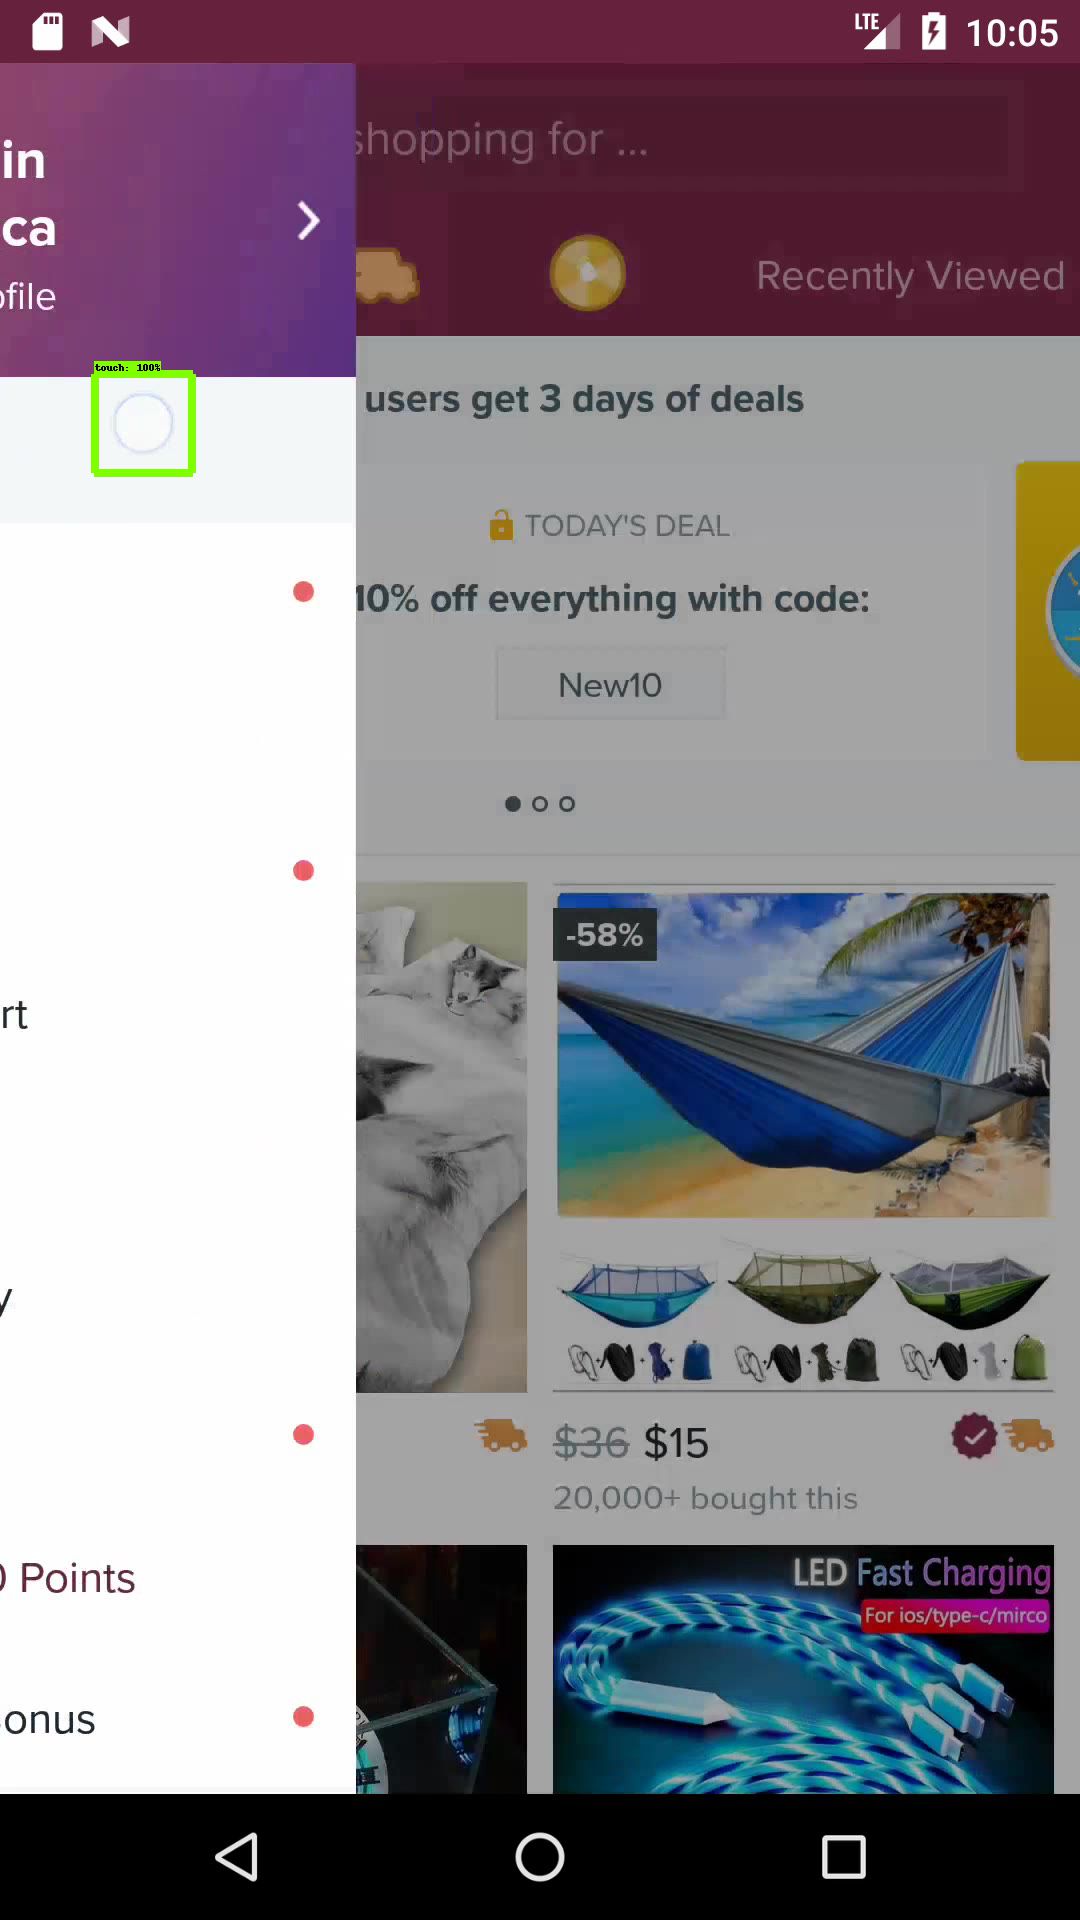 LTE 10:05
in
ca
ofile
shopping for ...
Recently Viewed
touch: 100%
users get 3 days of deals
TODAY'S DEAL
10% off everything with code:
New10
-58%
rt
y
$36 $15
20,000+ bought this
0 Points
onus
LED Fast Charging
For ios/type-c/mirco